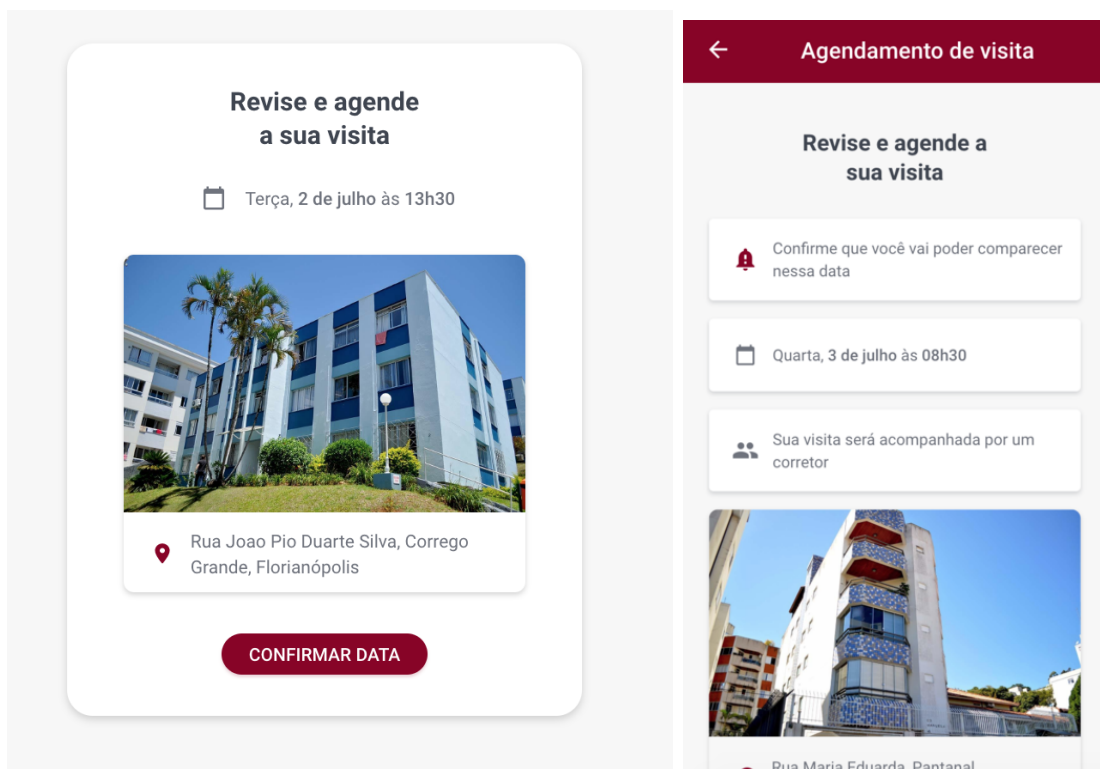 Revise e agende
a sua visita
Terça, 2 de julho às 13h30
Rua Joao Pio Duarte Silva, Corrego
Grande, Florianópolis
CONFIRMAR DATA
Agendamento de visita
Revise e agende a
sua visita
Confirme que você vai poder comparecer
nessa data
Quarta, 3 de julho às 08h30
Sua visita será acompanhada por um
corretor
Rua Maria Eduarda, Pantanal